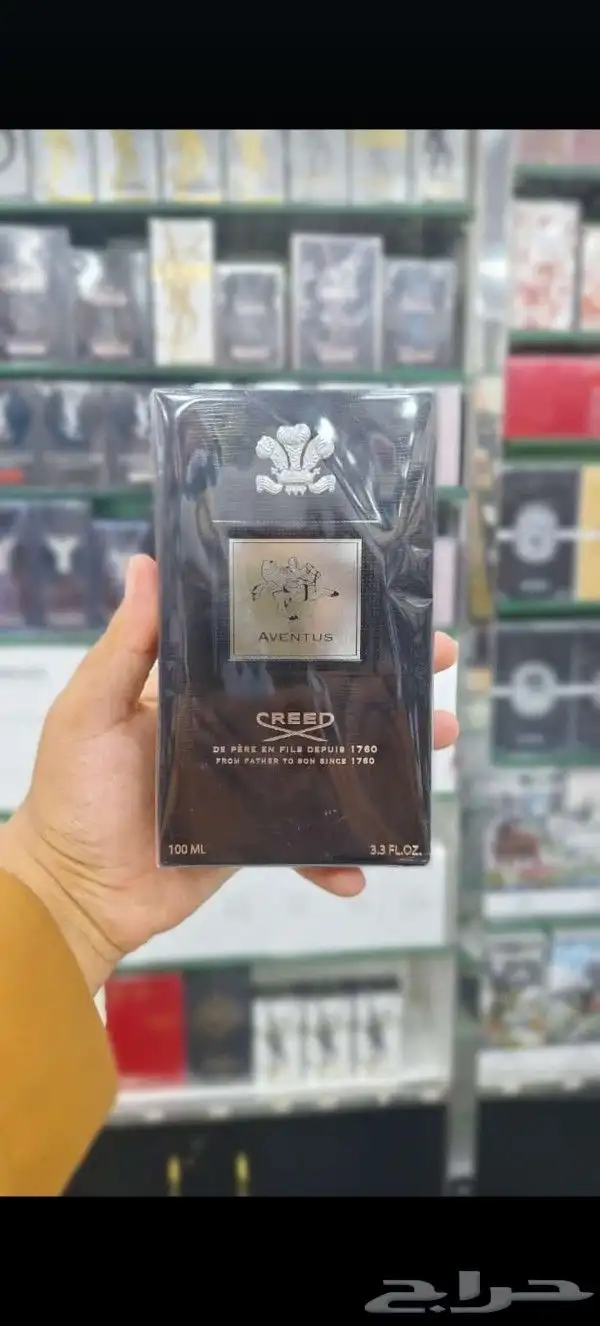 AVENTUS
CREED
DE PÈRE EN FILS DEPUIS 1760
FROM FATHER TO SON SINCE 1760
100 ML 3.3 FL.OZ.
حراج